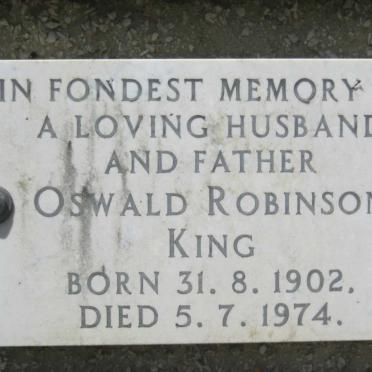 IN FONDEST MEMORY
A LOVING HUSBAND
AND FATHER
OSWALD ROBINSON
KING
BORN 31. 8. 1902.
DIED 5. 7. 1974.